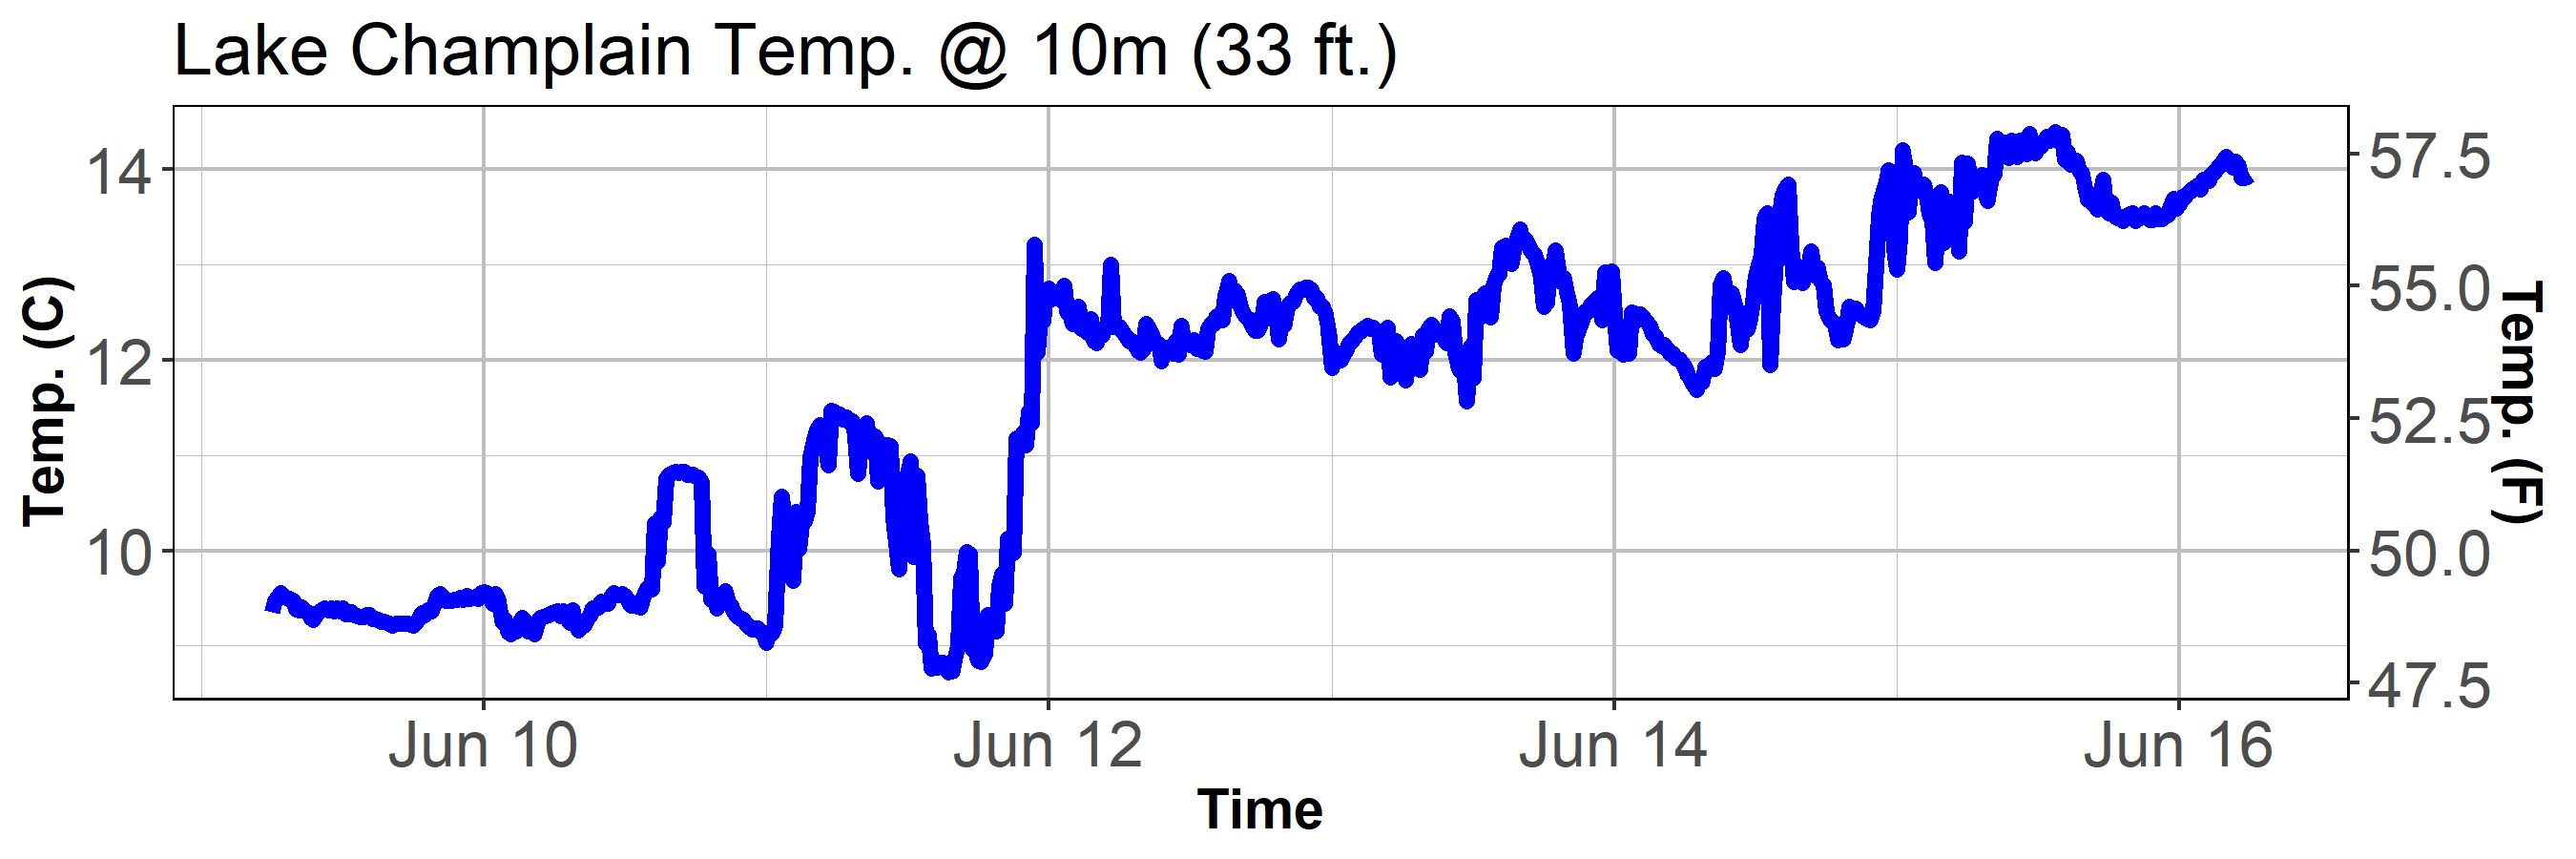 Lake Champlain Temp. @ 10m (33 ft.)
Temp. (C)
14
12
10
57.5
55.0
52.5
50.0
47.5
Temp. (F)
Jun 10 Jun 12 Jun 14 Jun 16
Time